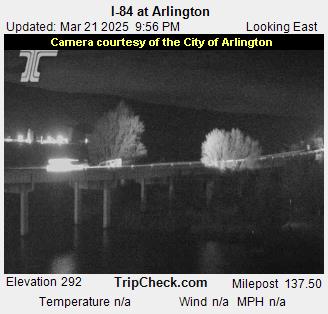 I-84 at Arlington
Updated: Mar 21 2025 9:56 PM Looking East
Camera courtesy of the City of Arlington
Elevation 292 TripCheck.com Milepost 137.50
Temperature n/a Wind n/a MPH n/a